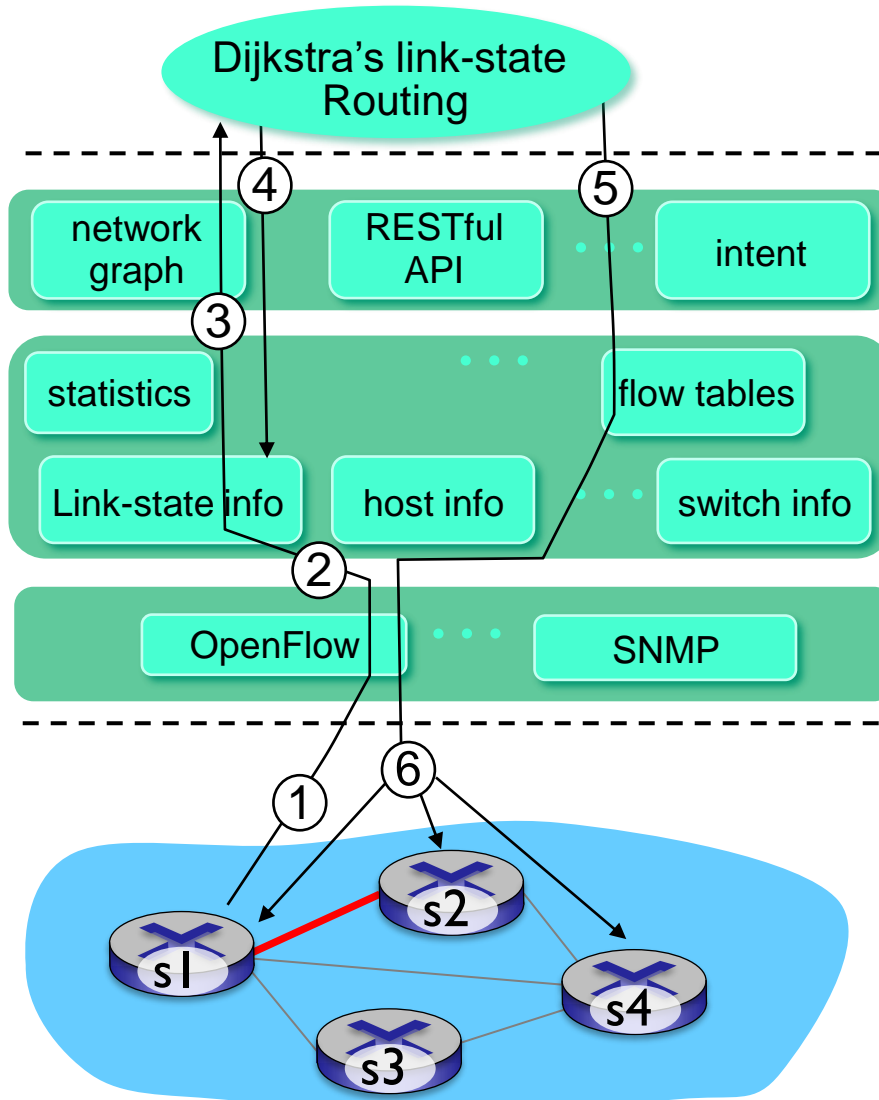 Dijkstra's link-state
Routing
4
5
network
graph
RESTful
API
intent
3
statistics
flow tables
Link-state info
host info
switch info
2
OpenFlow
SNMP
1
6
s2
s1
s4
s3